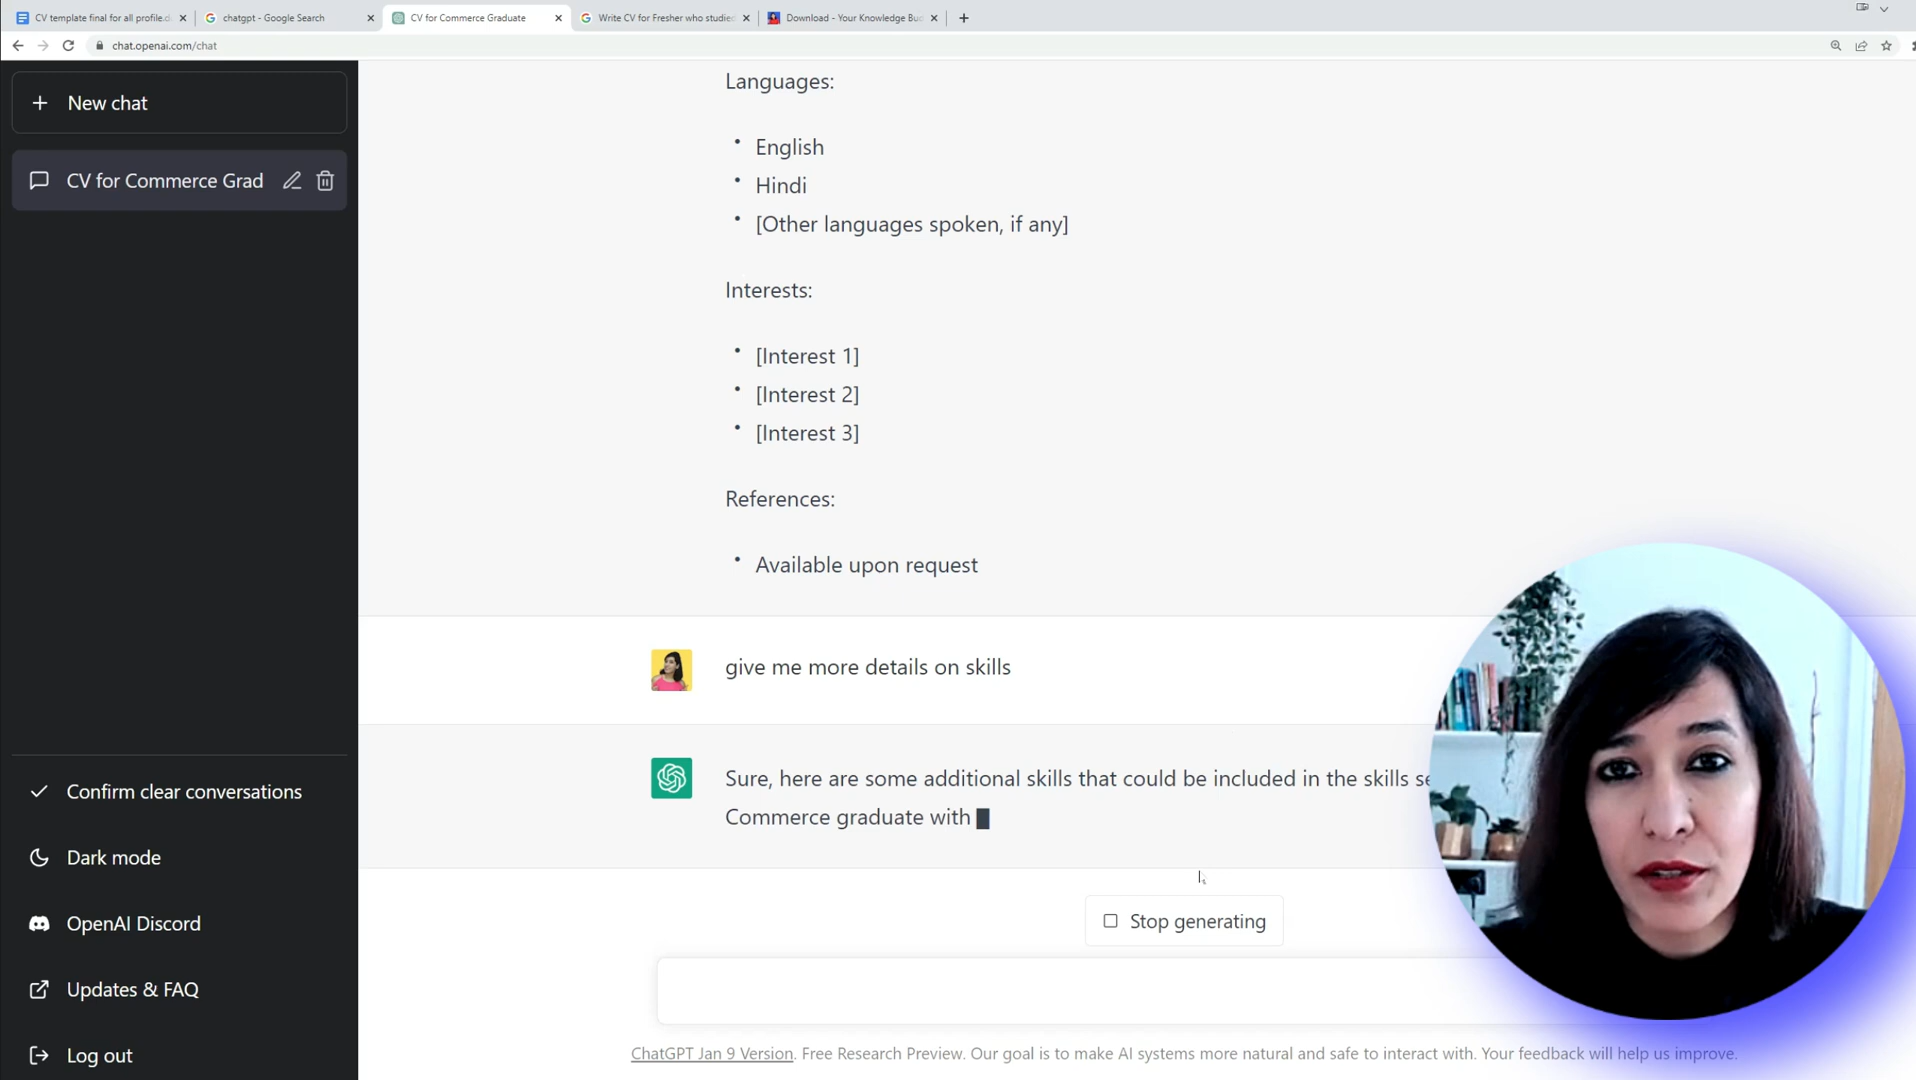 CV template final for all profile.d
chatgpt - Google Search
CV for Commerce Graduate
Write CV for Fresher who studied
Download - Your Knowledge Bu
chat.openai.com/chat
New chat
CV for Commerce Grad
Confirm clear conversations
Dark mode
OpenAI Discord
Updates & FAQ
Log out
Languages:
English
Hindi
[Other languages spoken, if any]
Interests:
[Interest 1]
[Interest 2]
[Interest 3]
References:
Available upon request
give me more details on skills
Sure, here are some additional skills that could be included in the skills se
Commerce graduate with
Stop generating
ChatGPT Jan 9 Version. Free Research Preview. Our goal is to make AI systems more natural and safe to interact with. Your feedback will help us improve.